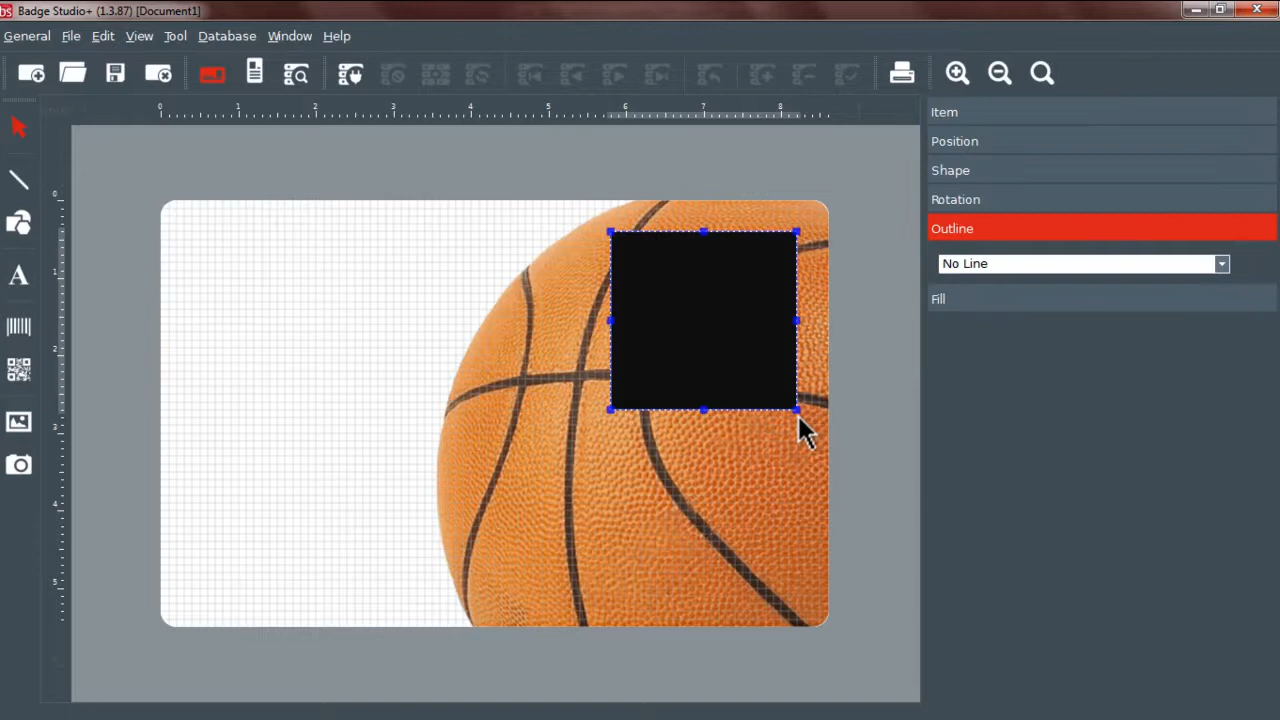 bs Badge Studio+ (1.3.87) [Document1]
General File Edit View Tool Database Window Help
0 1 2 3 4 5 6 7 8
Item
Position
Shape
Rotation
Outline
No Line
Fill
A
0
1
2
3
4
5